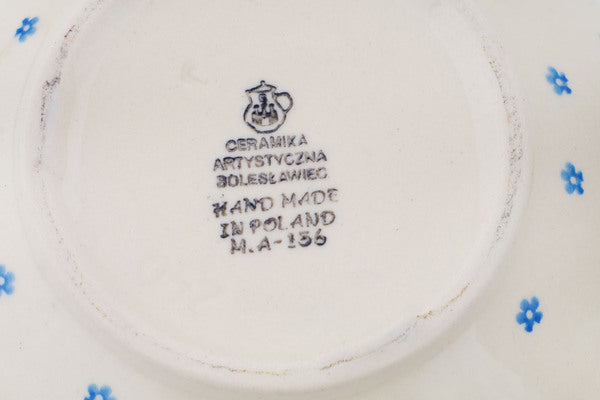 CERAMIKA
ARTYSTYCZNA
BOLESŁAWIEC
HAND MADE
IN POLAND
M.A-156